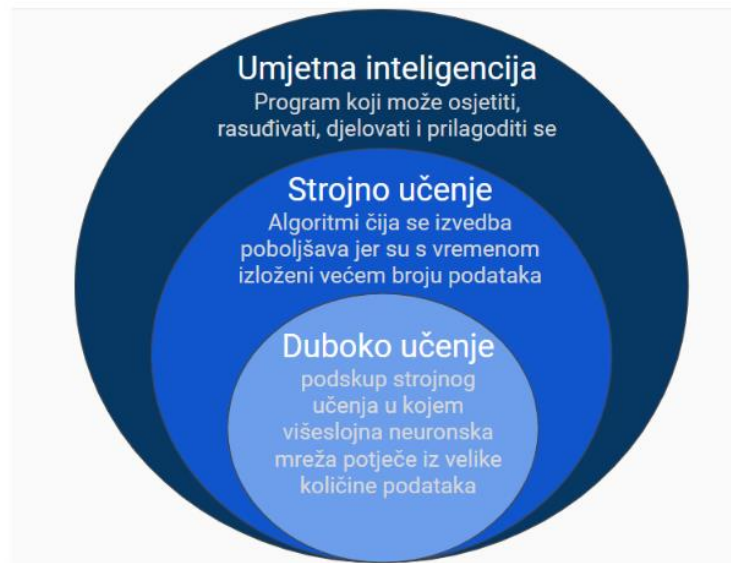 Umjetna inteligencija
Program koji može osjetiti,
rasuđivati, djelovati i prilagoditi se
Strojno učenje
Algoritmi čija se izvedba
poboljšava jer su s vremenom
izloženi većem broju podataka
Duboko učenje
podskup strojnog
učenja u kojem
višeslojna neuronska
mreža potječe iz velike
količine podataka